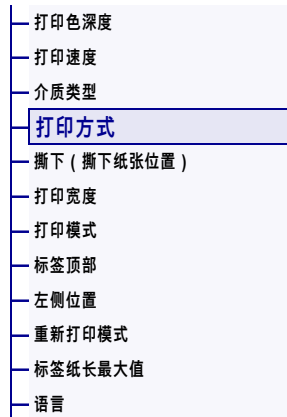 打印色深度
打印速度
介质类型
打印方式
撕下 ( 撕下纸张位置 )
打印宽度
打印模式
标签顶部
左侧位置
重新打印模式
标签纸长最大值
语言